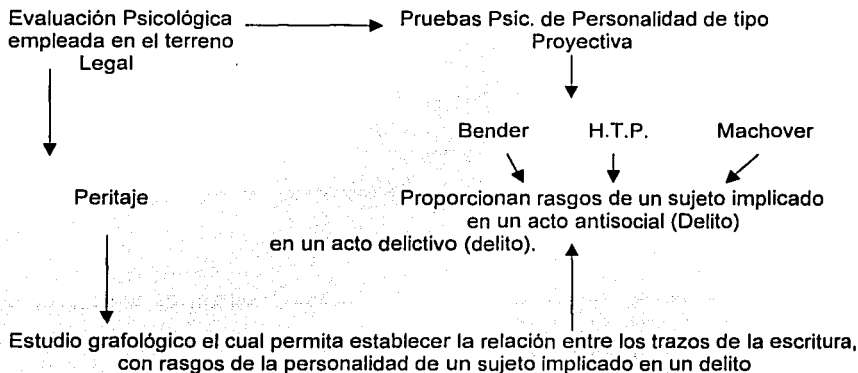 Evaluación Psicológica
empleada en el terreno
Legal
Pruebas Psic. de Personalidad de tipo
Proyectiva
Bender H.T.P. Machover
Peritaje
Proporcionan rasgos de un sujeto implicado
en un acto antisocial (Delito)
en un acto delictivo (delito).
Estudio grafológico el cual permita establecer la relación entre los trazos de la escritura,
con rasgos de la personalidad de un sujeto implicado en un delito